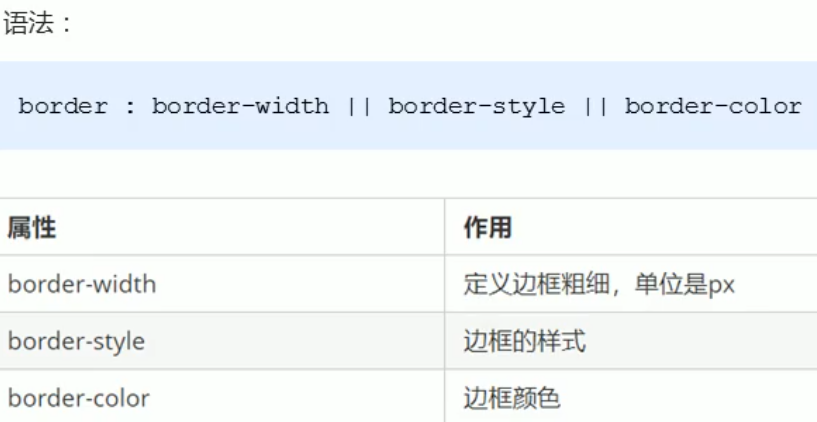 语法：
border : border-width || border-style || border-color
属性 作用
border-width 定义边框粗细，单位是px
border-style 边框的样式
border-color 边框颜色